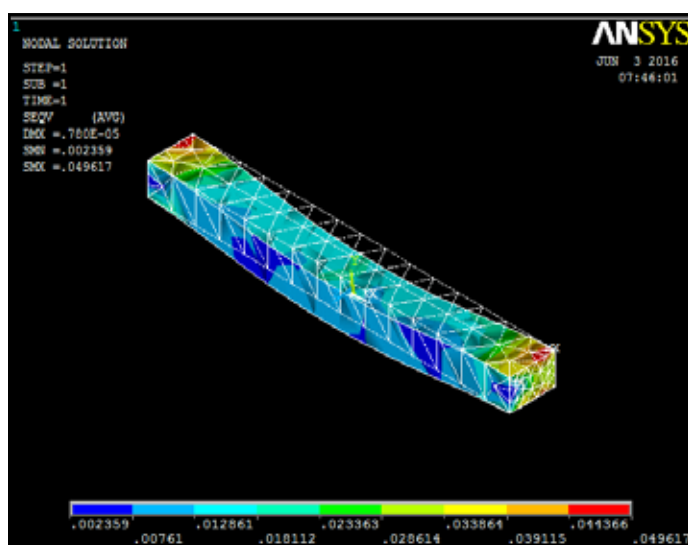 1
NODAL SOLUTION
STEP=1
SUB =1
TIME=1
SEQV (AVG)
DMX =.780E-05
SMN =.002359
SMX =.049617
ANSYS
JUN 3 2016
07:46:01
.002359 .012861 .023363 .033864 .044366
.00761 .018112 .028614 .039115 .049617